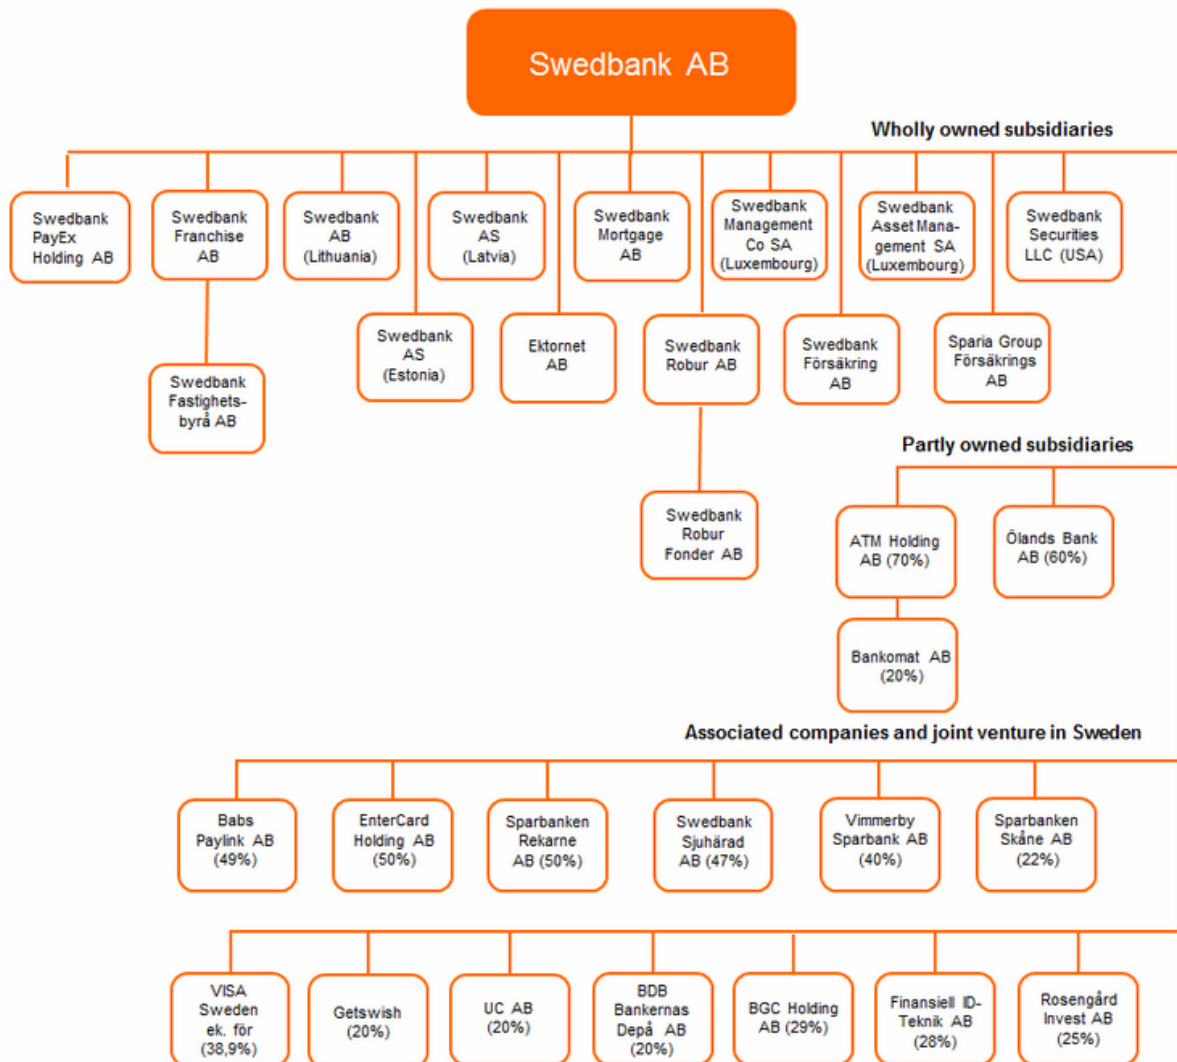 Swedbank AB
Wholly owned subsidiaries
Swedbank
PayEx
Holding AB
Swedbank
Franchise
AB
Swedbank
AB
(Lithuania)
Swedbank
AS
(Latvia)
Swedbank
Mortgage
AB
Swedbank
Management
Co SA
(Luxembourg)
Swedbank
Asset Mana-
gement SA
(Luxembourg)
Swedbank
Securities
LLC (USA)
Swedbank
AS
(Estonia)
Ektornet
AB
Swedbank
Robur AB
Swedbank
Försäkring
AB
Sparia Group
Försäkrings
AB
Swedbank
Fastighets-
byrå AB
Swedbank
Robur
Fonder AB
Partly owned subsidiaries
ATM Holding
AB (70%)
Ölands Bank
AB (60%)
Bankomat AB
(20%)
Associated companies and joint venture in Sweden
Babs
Paylink AB
(49%)
EnterCard
Holding AB
(50%)
Sparbanken
Rekarne
AB (50%)
Swedbank
Sjuhärad
AB (47%)
Vimmerby
Sparbank AB
(40%)
Sparbanken
Skåne AB
(22%)
VISA
Sweden
ek. för
(38,9%)
Getswish
(20%)
UC AB
(20%)
BDB
Bankernas
Depå AB
(20%)
BGC Holding
AB (29%)
Finansiell ID-
Teknik AB
(28%)
Rosengård
Invest AB
(25%)